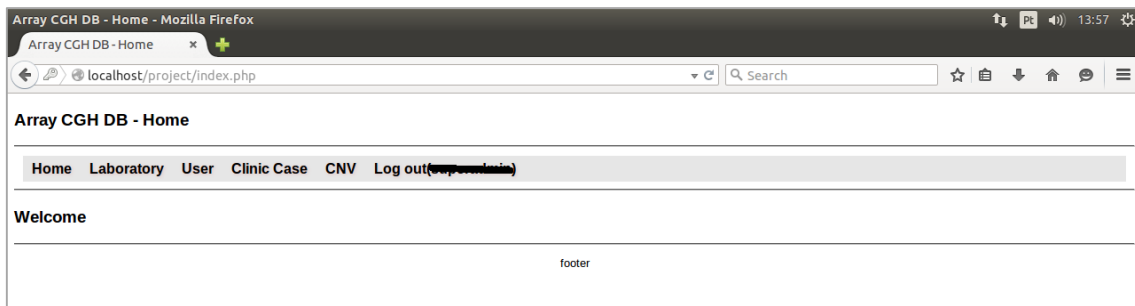 Array CGH DB - Home - Mozilla Firefox
Pt 13:57
Array CGH DB - Home
localhost/project/index.php Search
Array CGH DB - Home
Home Laboratory User Clinic Case CNV Log out( )
Welcome
footer